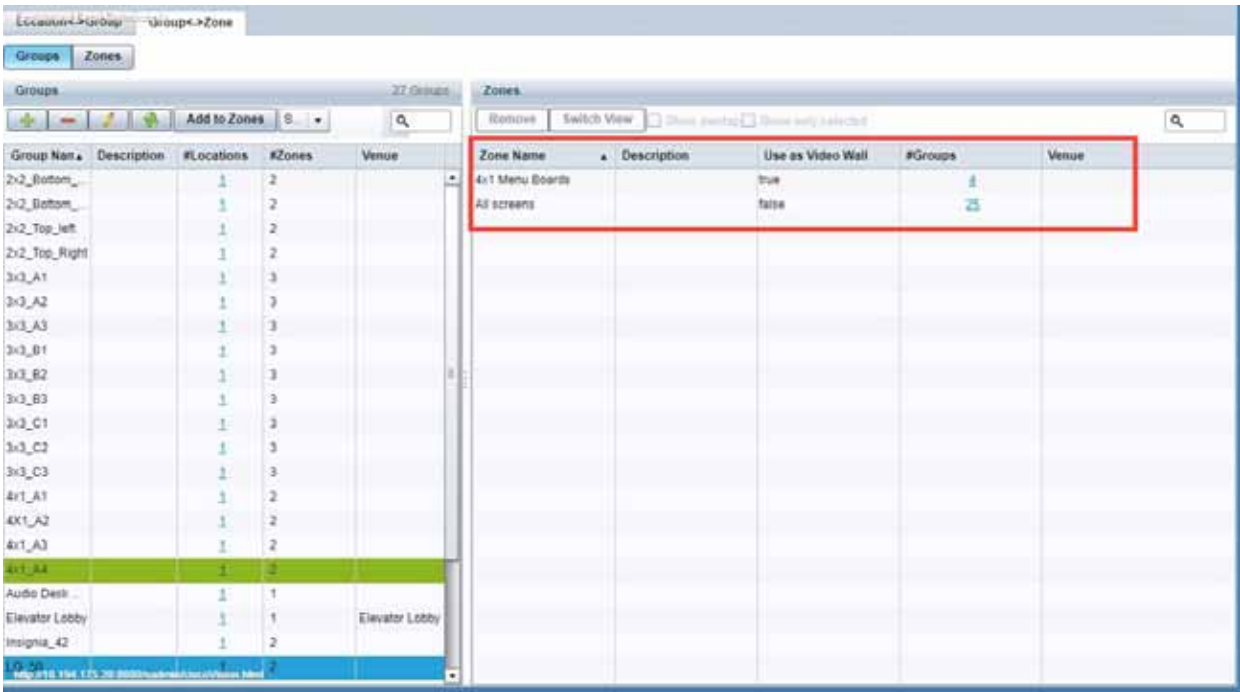 Location<->Group Group<->Zone
Groups Zones
Groups 27 Groups
Add to Zones S...
Group Nan Description #Locations #Zones Venue
2x2_Bottom_... 1 2
2x2_Bottom_... 1 2
2x2_Top_left 1 2
2x2_Top_Right 1 2
3x3_A1 1 3
3x3_A2 1 3
3x3_A3 1 3
3x3_B1 1 3
3x3_B2 1 3
3x3_B3 1 3
3x3_C1 1 3
3x3_C2 1 3
3x3_C3 1 3
4x1_A1 1 2
4X1_A2 1 2
4x1_A3 1 2
4x1_A4 1 2
Audio Desk ... 1 1
Elevator Lobby 1 1 Elevator Lobby
Insignia_42 1 2
1 2
Zones
Remove Switch View Show overlap Show only selected
Zone Name Description Use as Video Wall #Groups Venue
4x1 Menu Boards true 4
All screens false 25